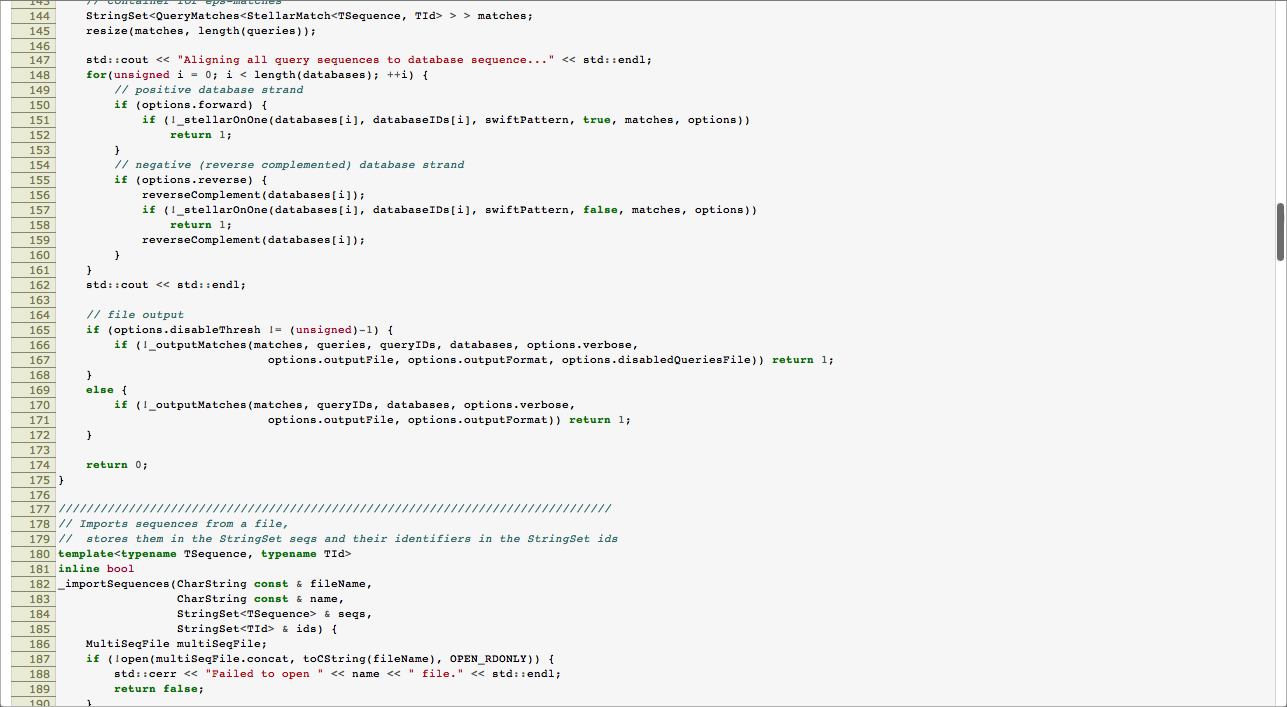 143     // container for eps-matches
144     StringSet<QueryMatches<StellarMatch<TSequence, TId> > > matches;
145     resize(matches, length(queries));
146
147     std::cout << "Aligning all query sequences to database sequence..." << std::endl;
148     for(unsigned i = 0; i < length(databases); ++i) {
149         // positive database strand
150         if (options.forward) {
151             if (!_stellarOnOne(databases[i], databaseIDs[i], swiftPattern, true, matches, options))
152                 return 1;
153         }
154         // negative (reverse complemented) database strand
155         if (options.reverse) {
156             reverseComplement(databases[i]);
157             if (!_stellarOnOne(databases[i], databaseIDs[i], swiftPattern, false, matches, options))
158                 return 1;
159             reverseComplement(databases[i]);
160         }
161     }
162     std::cout << std::endl;
163
164     // file output
165     if (options.disableThresh != (unsigned)-1) {
166         if (!_outputMatches(matches, queries, queryIDs, databases, options.verbose,
167                               options.outputFile, options.outputFormat, options.disabledQueriesFile)) return 1;
168     }
169     else {
170         if (!_outputMatches(matches, queryIDs, databases, options.verbose,
171                               options.outputFile, options.outputFormat)) return 1;
172     }
173
174     return 0;
175 }
176
177 ///////////////////////////////////////////////////////////////////////////////
178 // Imports sequences from a file,
179 //  stores them in the StringSet seqs and their identifiers in the StringSet ids
180 template<typename TSequence, typename TId>
181 inline bool
182 _importSequences(CharString const & fileName,
183                  CharString const & name,
184                  StringSet<TSequence> & seqs,
185                  StringSet<TId> & ids) {
186     MultiSeqFile multiSeqFile;
187     if (!open(multiSeqFile.concat, toCString(fileName), OPEN_RDONLY)) {
188         std::cerr << "Failed to open " << name << " file." << std::endl;
189         return false;
190     }